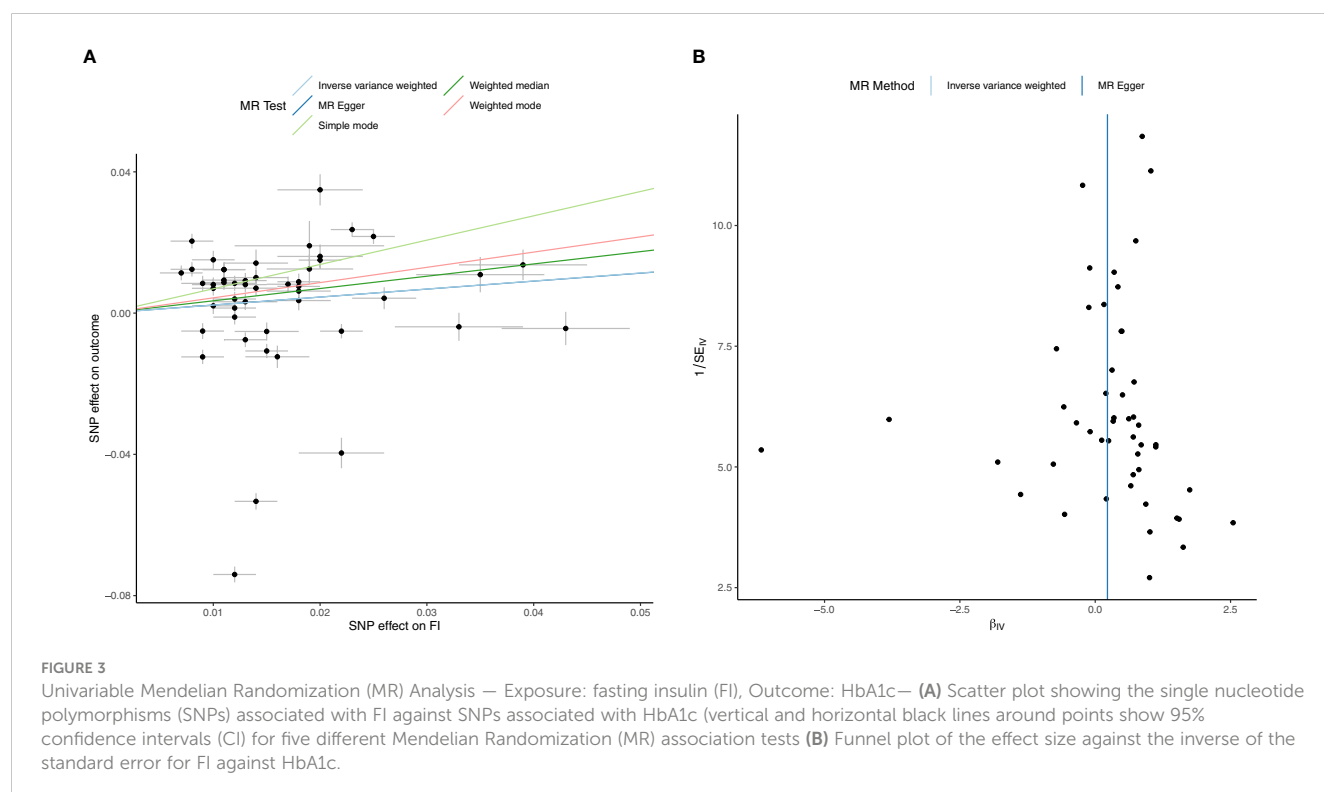 A
MR Test
Inverse variance weighted
MR Egger
Simple mode
Weighted median
Weighted mode
SNP effect on outcome
0.04
0.00
−0.04
−0.08
0.01
0.02
0.03
0.04
0.05
SNP effect on FI
B
MR Method
Inverse variance weighted
MR Egger
1/SE_IV
10.0
7.5
5.0
2.5
−5.0
−2.5
0.0
2.5
β_IV
FIGURE 3
Univariable Mendelian Randomization (MR) Analysis — Exposure: fasting insulin (FI), Outcome: HbA1c— (A) Scatter plot showing the single nucleotide
polymorphisms (SNPs) associated with FI against SNPs associated with HbA1c (vertical and horizontal black lines around points show 95%
confidence intervals (CI) for five different Mendelian Randomization (MR) association tests (B) Funnel plot of the effect size against the inverse of the
standard error for FI against HbA1c.